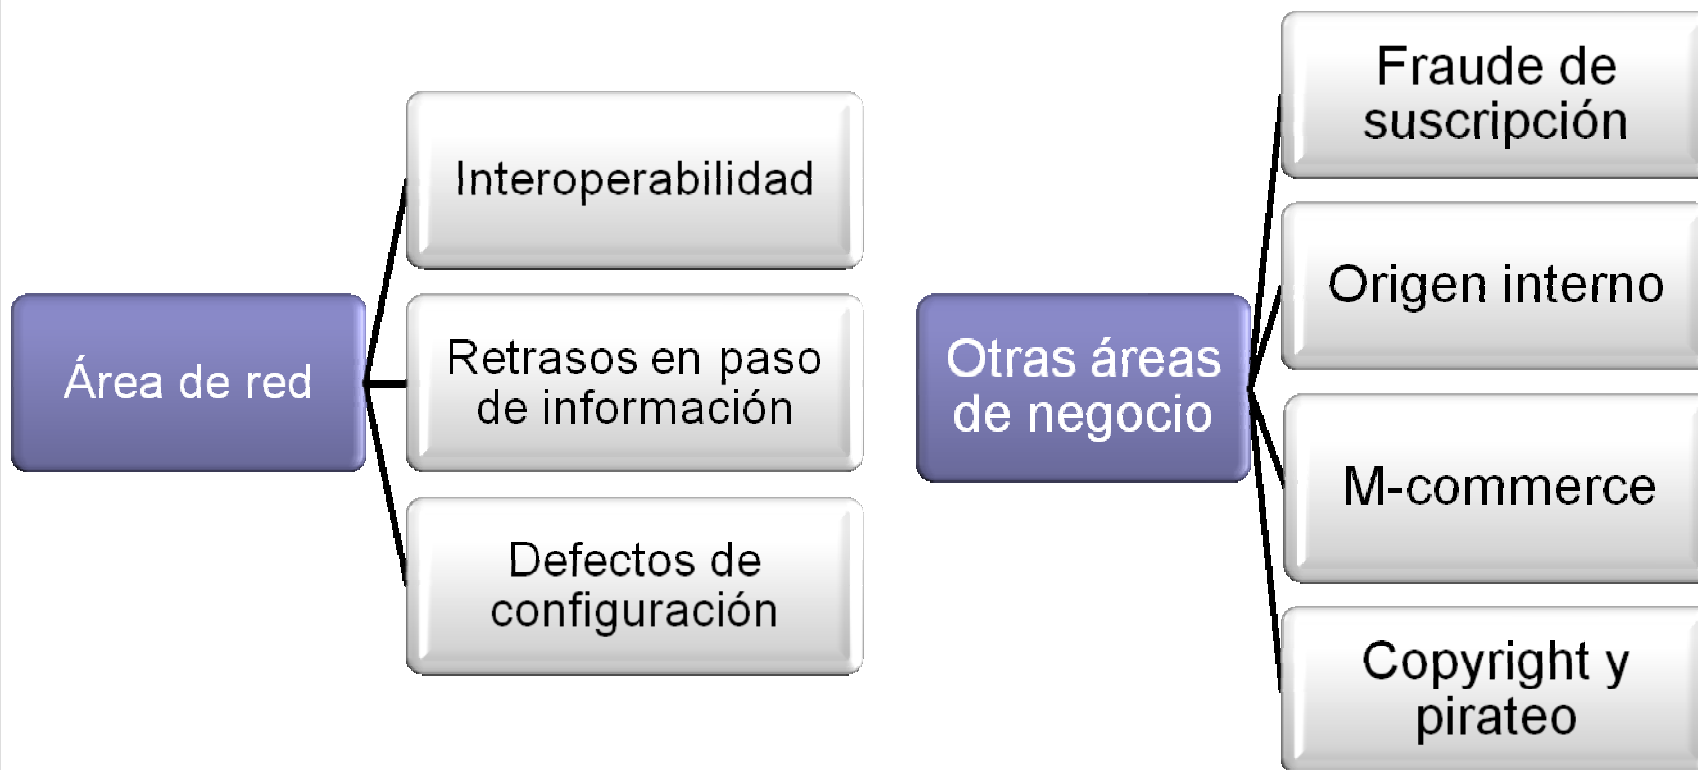 Área de red
Interoperabilidad
Retrasos en paso
de información
Defectos de
configuración
Otras áreas
de negocio
Fraude de
suscripción
Origen interno
M-commerce
Copyright y
pirateo